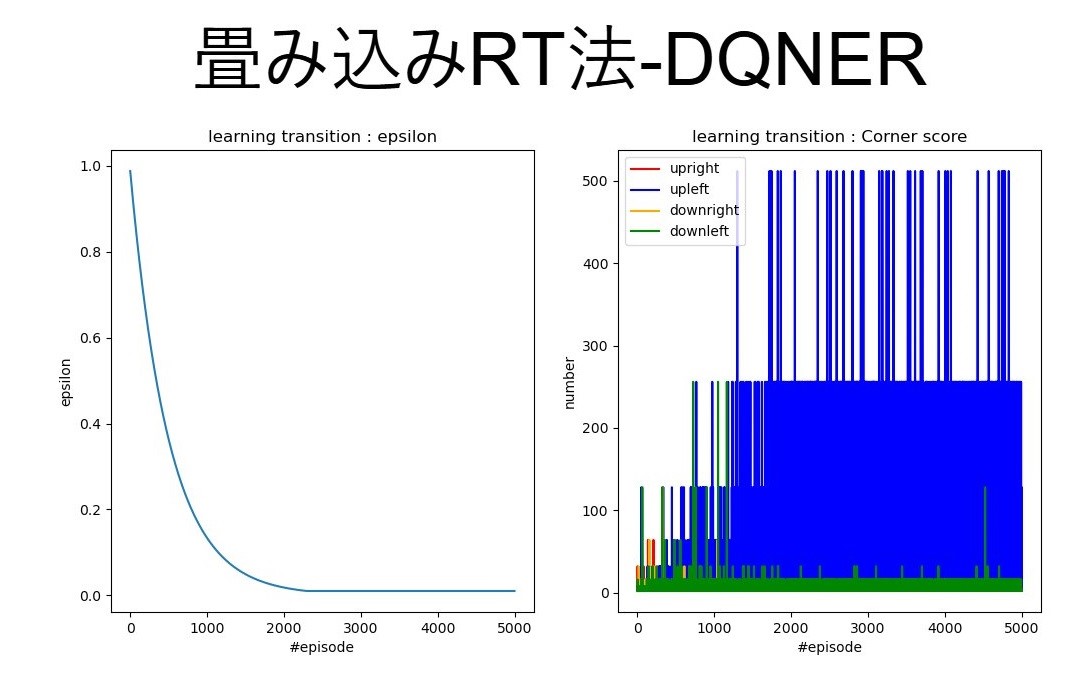 畳み込みRT法-DQNER
learning transition : epsilon
1.0
0.8
0.6
0.4
0.2
0.0
epsilon
0 1000 2000 3000 4000 5000
#episode
learning transition : Corner score
upright
upleft
downright
downleft
500
400
300
200
100
0
number
0 1000 2000 3000 4000 5000
#episode